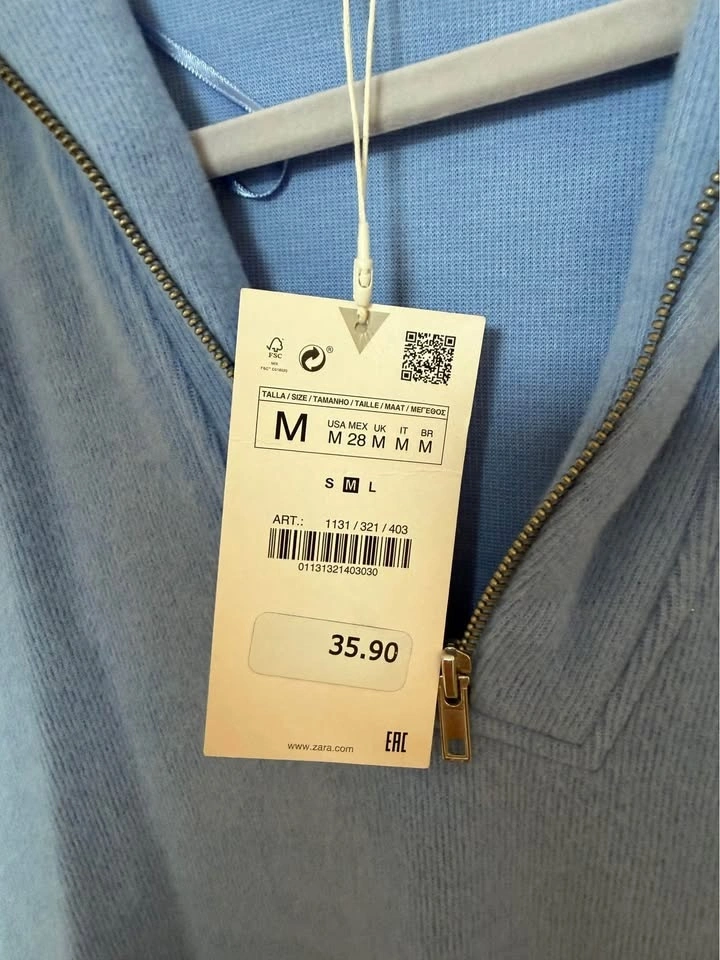 FSC
MIX
®
TALLA / SIZE / TAMANHO / TAILLE / MAAT / ΜΕΓΕΘΟΣ
M
USA MEX UK IT BR
M 28 M M M
S M L
ART.: 1131 / 321 / 403
01131321403030
35.90
www.zara.com
EAC